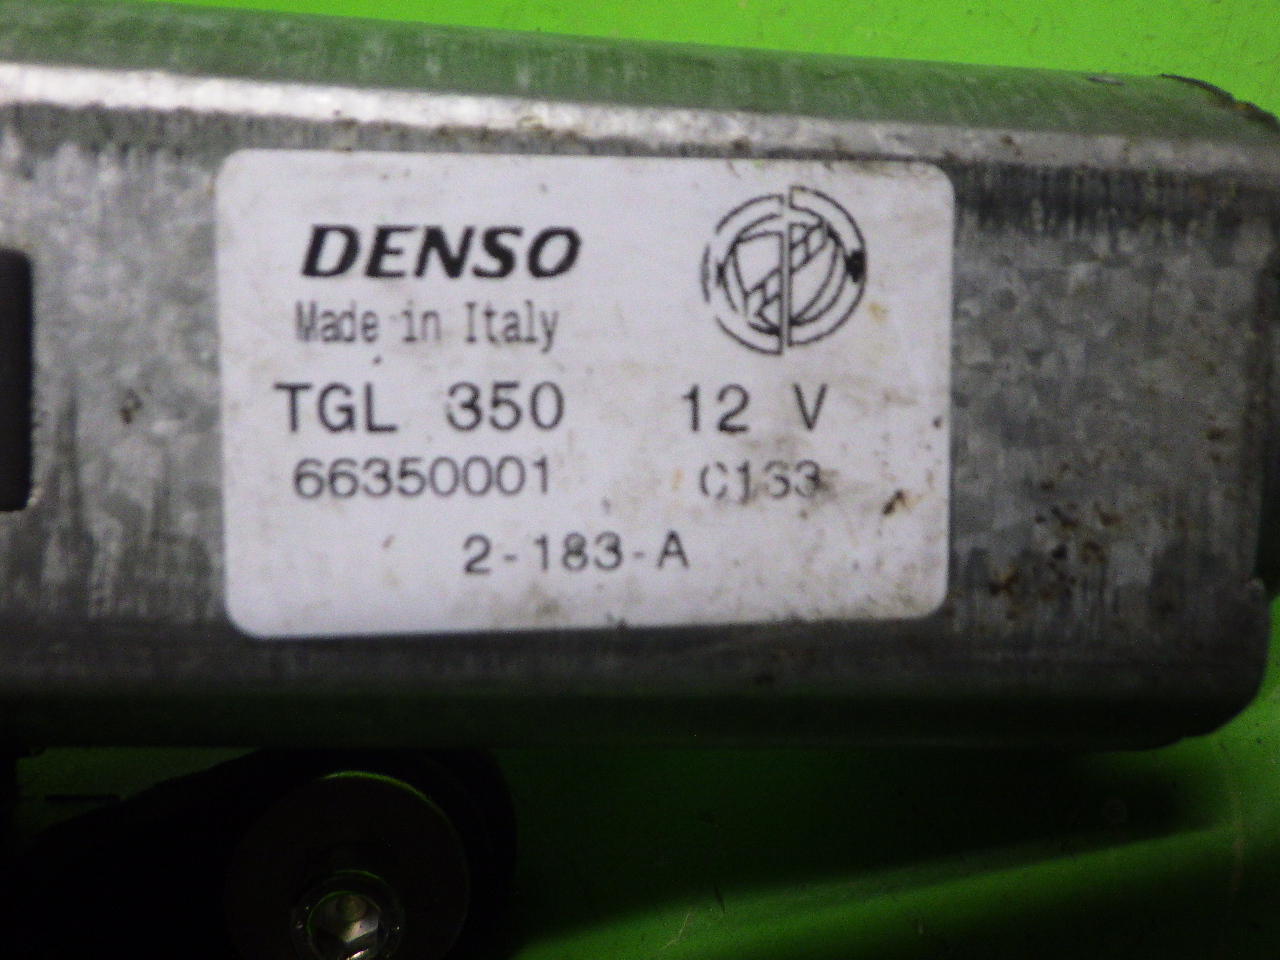 DENSO
Made in Italy
TGL 350 12 V
66350001 C133
2-183-A